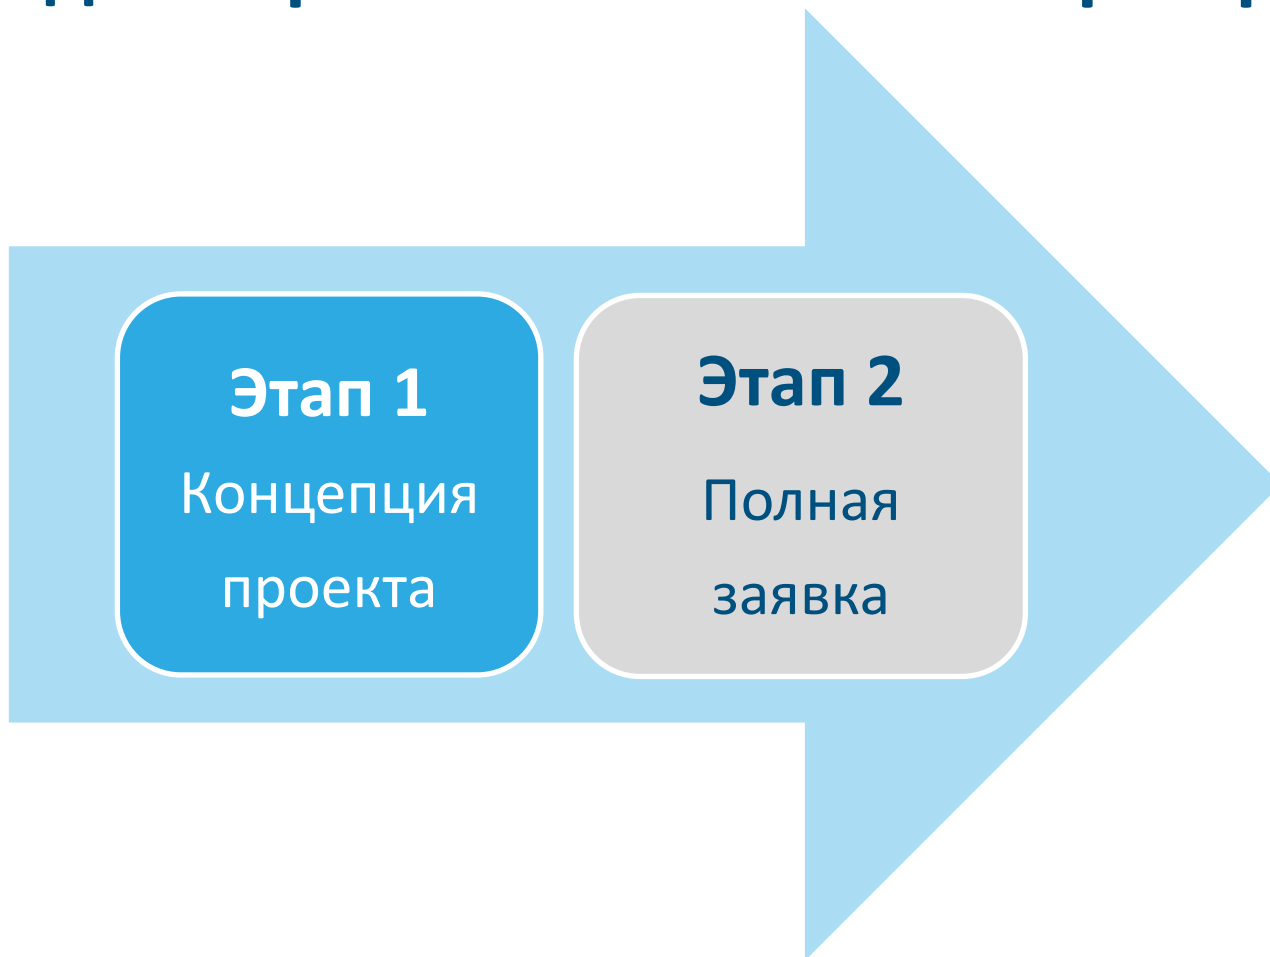 Этап 1
Концепция
проекта
Этап 2
Полная
заявка